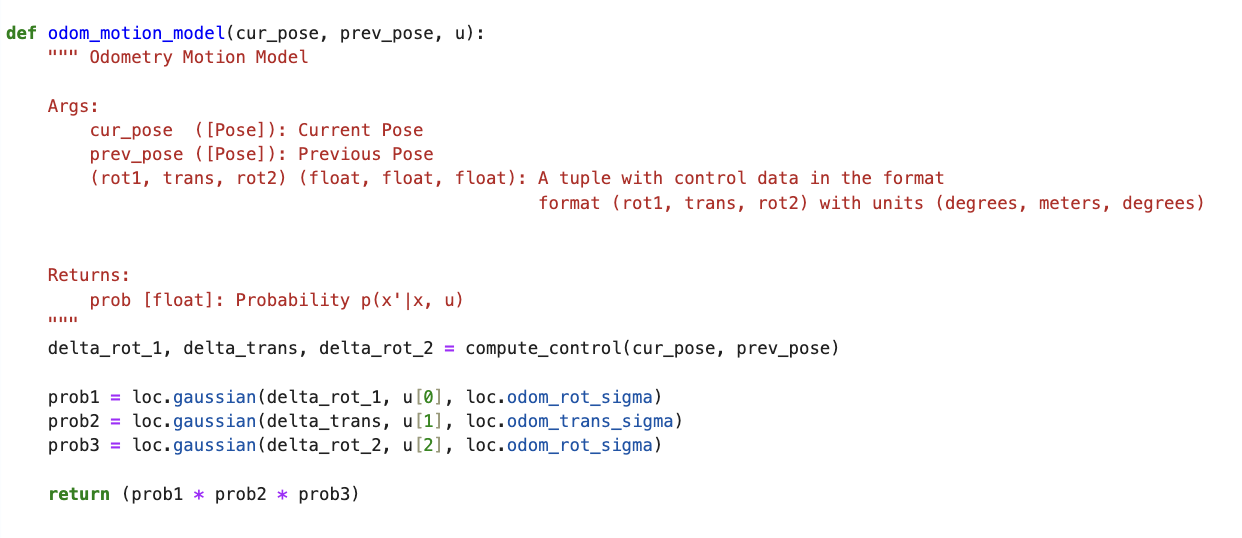 def odom_motion_model(cur_pose, prev_pose, u):
    """ Odometry Motion Model

    Args:
        cur_pose  ([Pose]): Current Pose
        prev_pose ([Pose]): Previous Pose
        (rot1, trans, rot2) (float, float, float): A tuple with control data in the format
                                                   format (rot1, trans, rot2) with units (degrees, meters, degrees)


    Returns:
        prob [float]: Probability p(x'|x, u)
    """
    delta_rot_1, delta_trans, delta_rot_2 = compute_control(cur_pose, prev_pose)

    prob1 = loc.gaussian(delta_rot_1, u[0], loc.odom_rot_sigma)
    prob2 = loc.gaussian(delta_trans, u[1], loc.odom_trans_sigma)
    prob3 = loc.gaussian(delta_rot_2, u[2], loc.odom_rot_sigma)

    return (prob1 * prob2 * prob3)